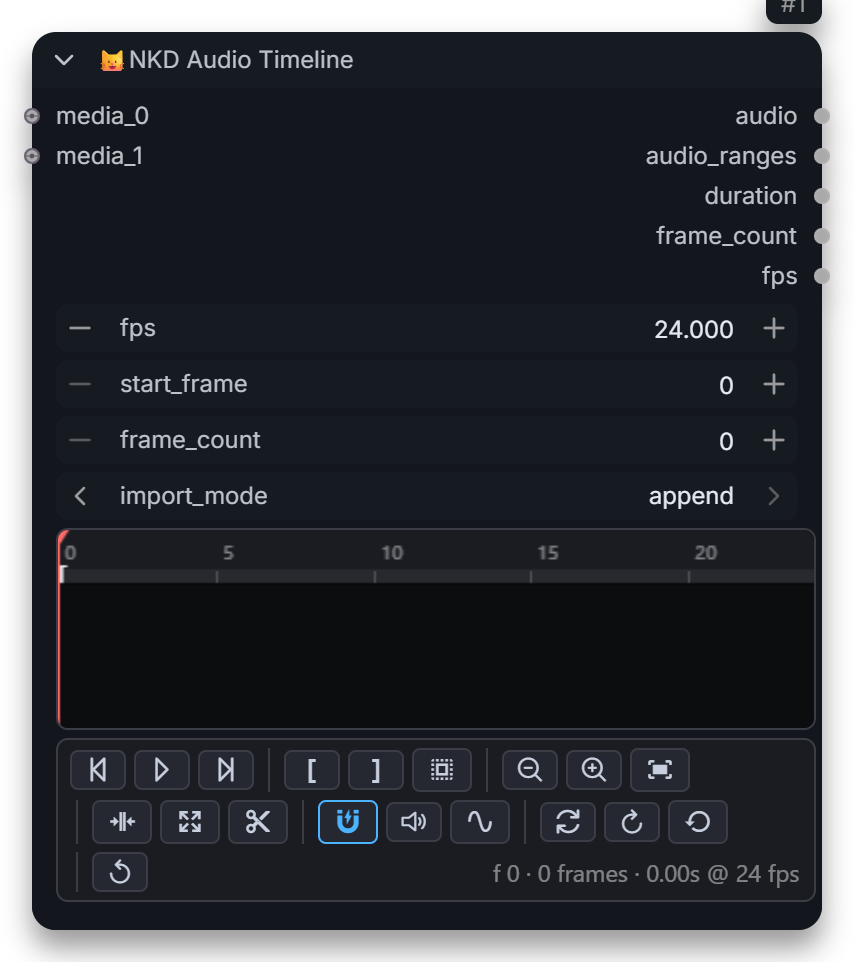 #1
NKD Audio Timeline
media_0 audio
media_1 audio_ranges
duration
frame_count
fps
fps 24.000
start_frame 0
frame_count 0
import_mode append
0 5 10 15 20
[ ]
f 0 · 0 frames · 0.00s @ 24 fps